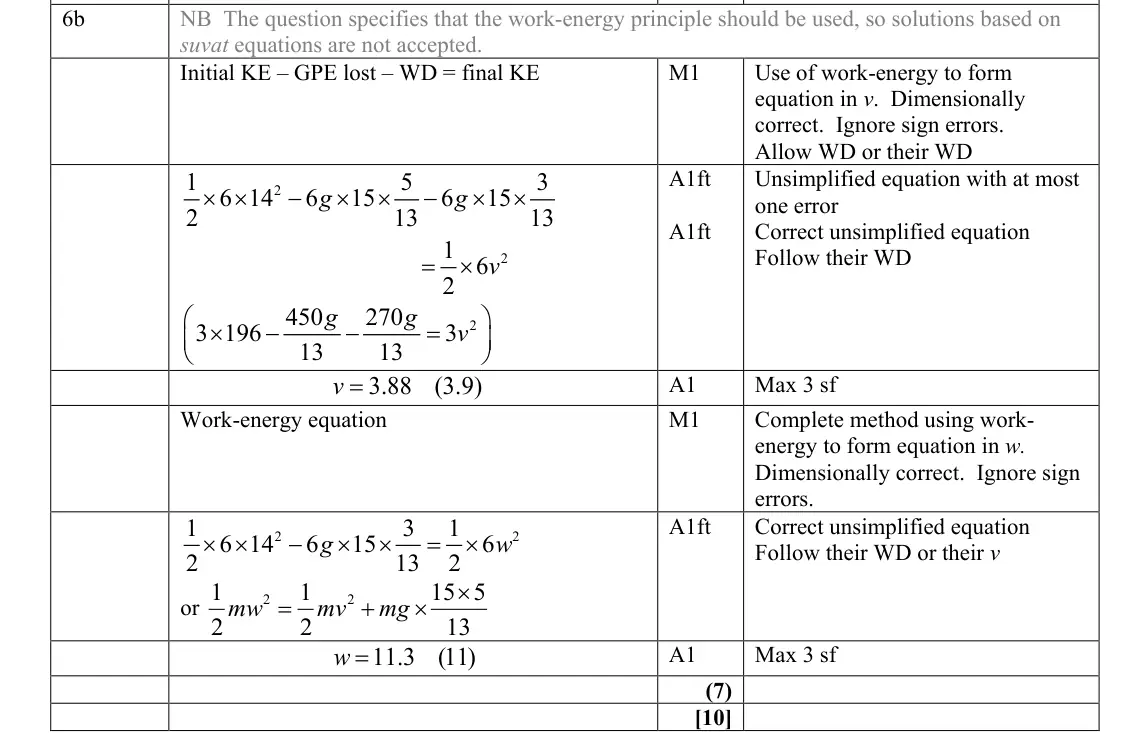 6b NB The question specifies that the work-energy principle should be used, so solutions based on
suvat equations are not accepted.
Initial KE – GPE lost – WD = final KE M1 Use of work-energy to form
equation in v. Dimensionally
correct. Ignore sign errors.
Allow WD or their WD
1/2 × 6 × 14² − 6g × 15 × 5/13 − 6g × 15 × 3/13 A1ft Unsimplified equation with at most
one error
= 1/2 × 6v² A1ft Correct unsimplified equation
Follow their WD
(3 × 196 − 450g/13 − 270g/13 = 3v²)
v = 3.88 (3.9) A1 Max 3 sf
Work-energy equation M1 Complete method using work-
energy to form equation in w.
Dimensionally correct. Ignore sign
errors.
1/2 × 6 × 14² − 6g × 15 × 3/13 = 1/2 × 6w² A1ft Correct unsimplified equation
Follow their WD or their v
or 1/2 mw² = 1/2 mv² + mg × 15 × 5/13
w = 11.3 (11) A1 Max 3 sf
(7)
[10]